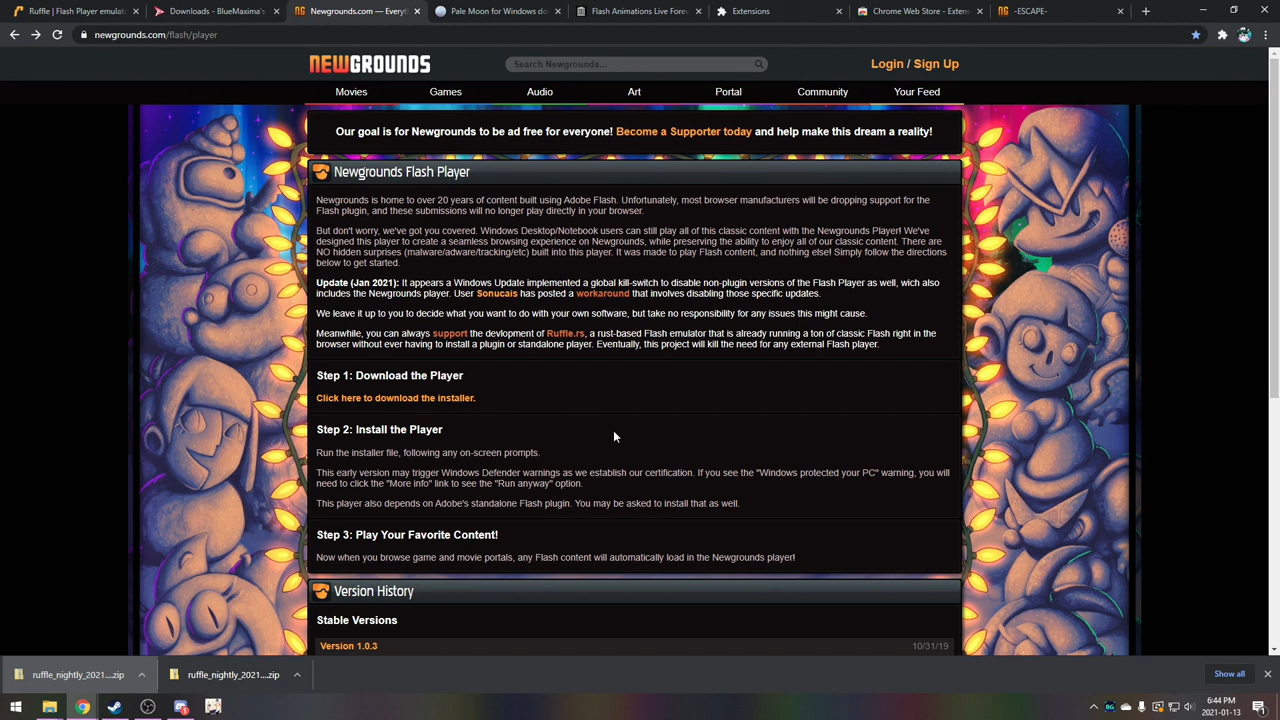 Ruffle | Flash Player emulat
Downloads - BlueMaxima's
Newgrounds.com — Everyth
Pale Moon for Windows do
Flash Animations Live Forev
Extensions
Chrome Web Store - Extens
-ESCAPE-
newgrounds.com/flash/player
NEWGROUNDS
Search Newgrounds...
Login / Sign Up
Movies
Games
Audio
Art
Portal
Community
Your Feed
Our goal is for Newgrounds to be ad free for everyone! Become a Supporter today and help make this dream a reality!
Newgrounds Flash Player
Newgrounds is home to over 20 years of content built using Adobe Flash. Unfortunately, most browser manufacturers will be dropping support for the
Flash plugin, and these submissions will no longer play directly in your browser.
But don't worry, we've got you covered. Windows Desktop/Notebook users can still play all of this classic content with the Newgrounds Player! We've
designed this player to create a seamless browsing experience on Newgrounds, while preserving the ability to enjoy all of our classic content. There are
NO hidden surprises (malware/adware/tracking/etc) built into this player. It was made to play Flash content, and nothing else! Simply follow the directions
below to get started.
Update (Jan 2021): It appears a Windows Update implemented a global kill-switch to disable non-plugin versions of the Flash Player as well, wich also
includes the Newgrounds player. User Sonucais has posted a workaround that involves disabling those specific updates.
We leave it up to you to decide what you want to do with your own software, but take no responsibility for any issues this might cause.
Meanwhile, you can always support the devlopment of Ruffle.rs, a rust-based Flash emulator that is already running a ton of classic Flash right in the
browser without ever having to install a plugin or standalone player. Eventually, this project will kill the need for any external Flash player.
Step 1: Download the Player
Click here to download the installer.
Step 2: Install the Player
Run the installer file, following any on-screen prompts.
This early version may trigger Windows Defender warnings as we establish our certification. If you see the "Windows protected your PC" warning, you will
need to click the "More info" link to see the "Run anyway" option.
This player also depends on Adobe's standalone Flash plugin. You may be asked to install that as well.
Step 3: Play Your Favorite Content!
Now when you browse game and movie portals, any Flash content will automatically load in the Newgrounds player!
Version History
Stable Versions
Version 1.0.3
10/31/19
ruffle_nightly_2021....zip
ruffle_nightly_2021....zip
Show all
6:44 PM
2021-01-13